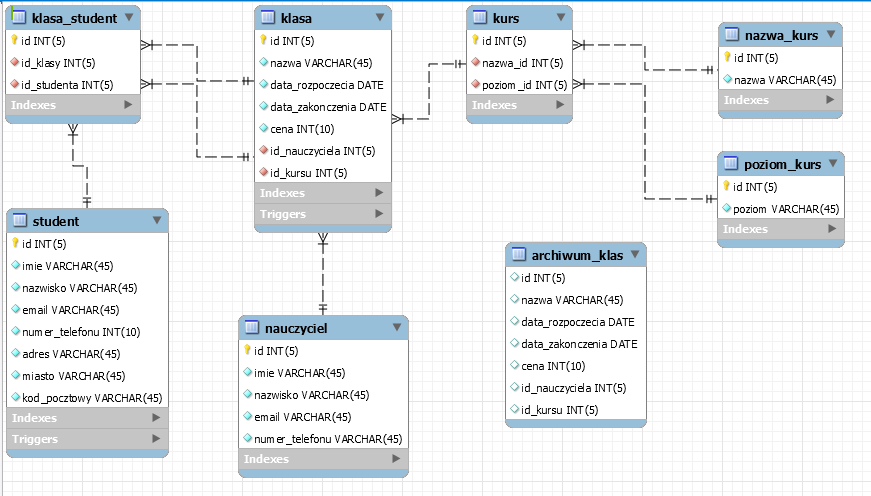 klasa_student
id INT(5)
id_klasy INT(5)
id_studenta INT(5)
Indexes
klasa
id INT(5)
nazwa VARCHAR(45)
data_rozpoczecia DATE
data_zakonczenia DATE
cena INT(10)
id_nauczyciela INT(5)
id_kursu INT(5)
Indexes
Triggers
kurs
id INT(5)
nazwa_id INT(5)
poziom_id INT(5)
Indexes
nazwa_kurs
id INT(5)
nazwa VARCHAR(45)
Indexes
poziom_kurs
id INT(5)
poziom VARCHAR(45)
Indexes
student
id INT(5)
imie VARCHAR(45)
nazwisko VARCHAR(45)
email VARCHAR(45)
numer_telefonu INT(10)
adres VARCHAR(45)
miasto VARCHAR(45)
kod_pocztowy VARCHAR(45)
Indexes
Triggers
nauczyciel
id INT(5)
imie VARCHAR(45)
nazwisko VARCHAR(45)
email VARCHAR(45)
numer_telefonu VARCHAR(45)
Indexes
archiwum_klas
id INT(5)
nazwa VARCHAR(45)
data_rozpoczecia DATE
data_zakonczenia DATE
cena INT(10)
id_nauczyciela INT(5)
id_kursu INT(5)